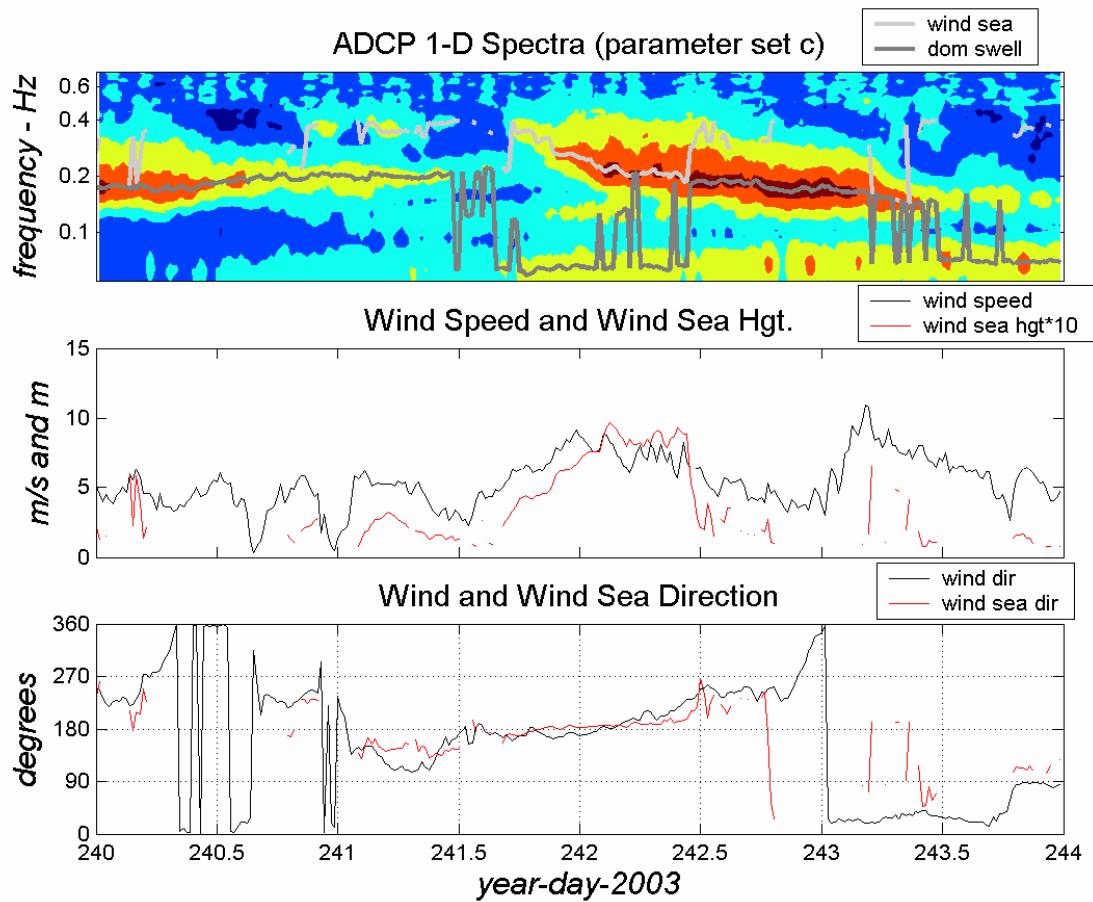 wind sea
dom swell
ADCP 1-D Spectra (parameter set c)
frequency - Hz
0.6
0.4
0.2
0.1
wind speed
wind sea hgt*10
Wind Speed and Wind Sea Hgt.
m/s and m
15
10
5
0
wind dir
wind sea dir
Wind and Wind Sea Direction
degrees
360
270
180
90
0
240 240.5 241 241.5 242 242.5 243 243.5 244
year-day-2003